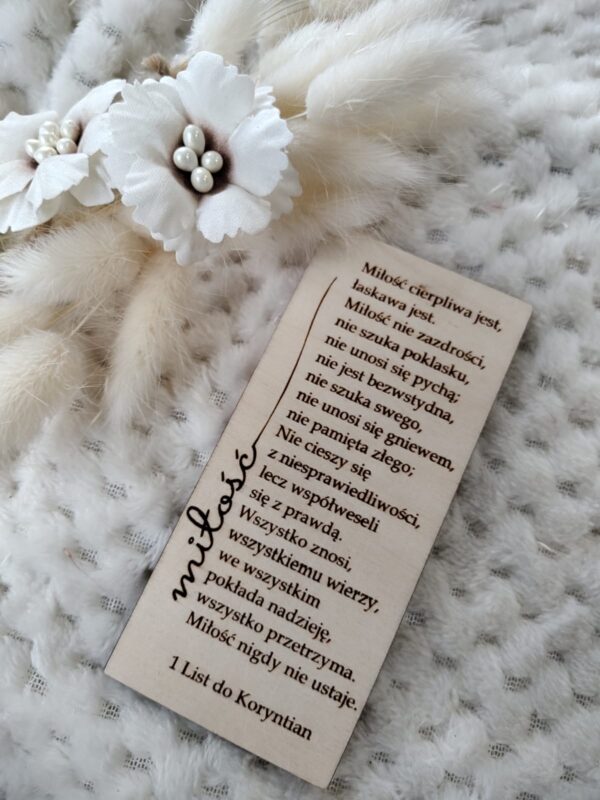 Miłość cierpliwa jest,
łaskawa jest.
Miłość nie zazdrości,
nie szuka poklasku,
nie unosi się pychą;
nie jest bezwstydna,
nie szuka swego,
nie unosi się gniewem,
nie pamięta złego;
Nie cieszy się
z niesprawiedliwości,
lecz współweseli
się z prawdą.
Wszystko znosi,
wszystkiemu wierzy,
we wszystkim
pokłada nadzieję,
wszystko przetrzyma.
Miłość nigdy nie ustaje.
1 List do Koryntian
miłość